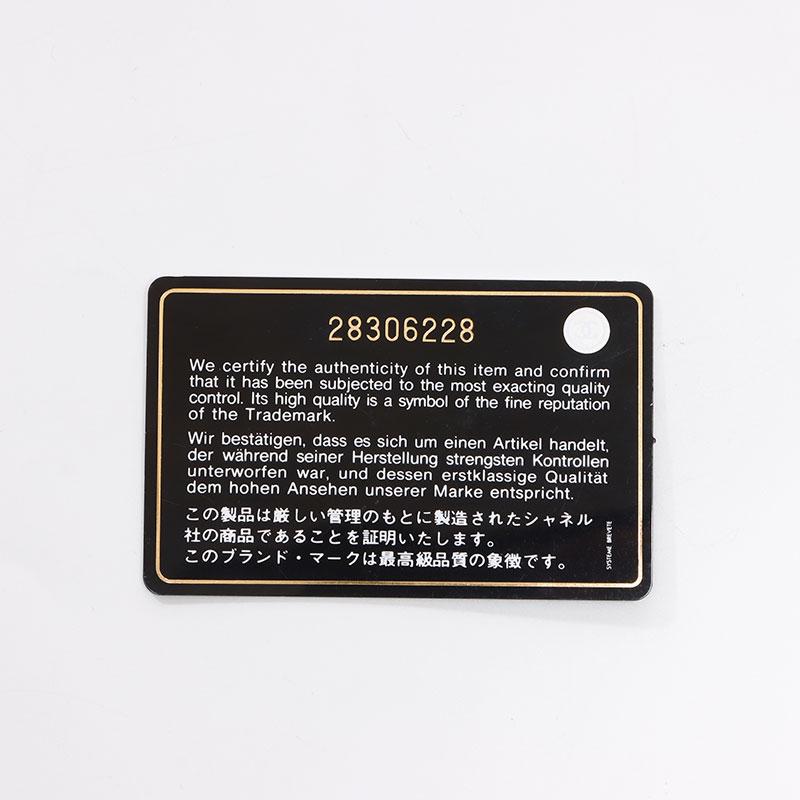 28306228
We certify the authenticity of this item and confirm
that it has been subjected to the most exacting quality
control. Its high quality is a symbol of the fine reputation
of the Trademark.
Wir bestätigen, dass es sich um einen Artikel handelt,
der während seiner Herstellung strengsten Kontrollen
unterworfen war, und dessen erstklassige Qualität
dem hohen Ansehen unserer Marke entspricht.
この製品は厳しい管理のもとに製造されたシャネル
社の商品であることを証明いたします。
このブランド・マークは最高級品質の象徴です。
SYSTEME BREVETE